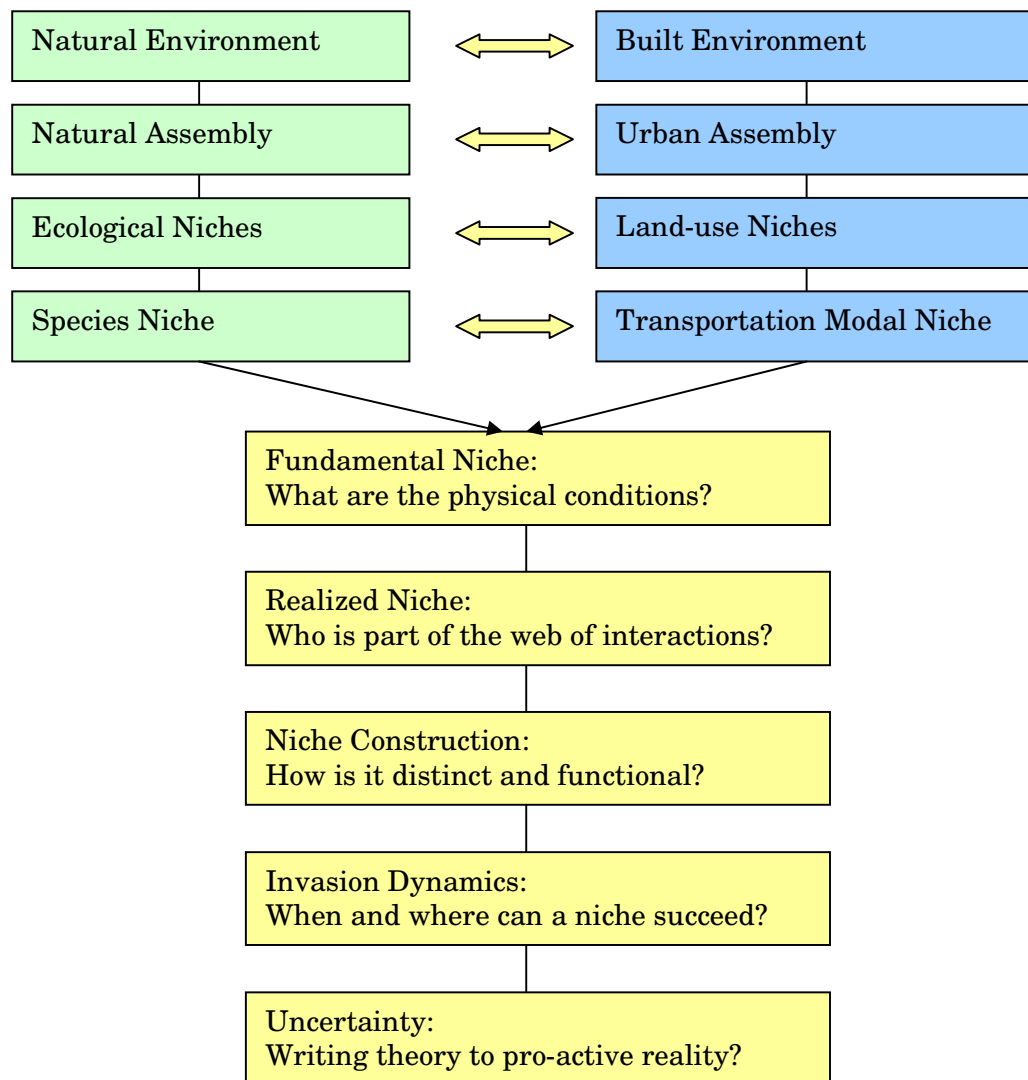 Natural Environment
Built Environment
Natural Assembly
Urban Assembly
Ecological Niches
Land-use Niches
Species Niche
Transportation Modal Niche
Fundamental Niche:
What are the physical conditions?
Realized Niche:
Who is part of the web of interactions?
Niche Construction:
How is it distinct and functional?
Invasion Dynamics:
When and where can a niche succeed?
Uncertainty:
Writing theory to pro-active reality?